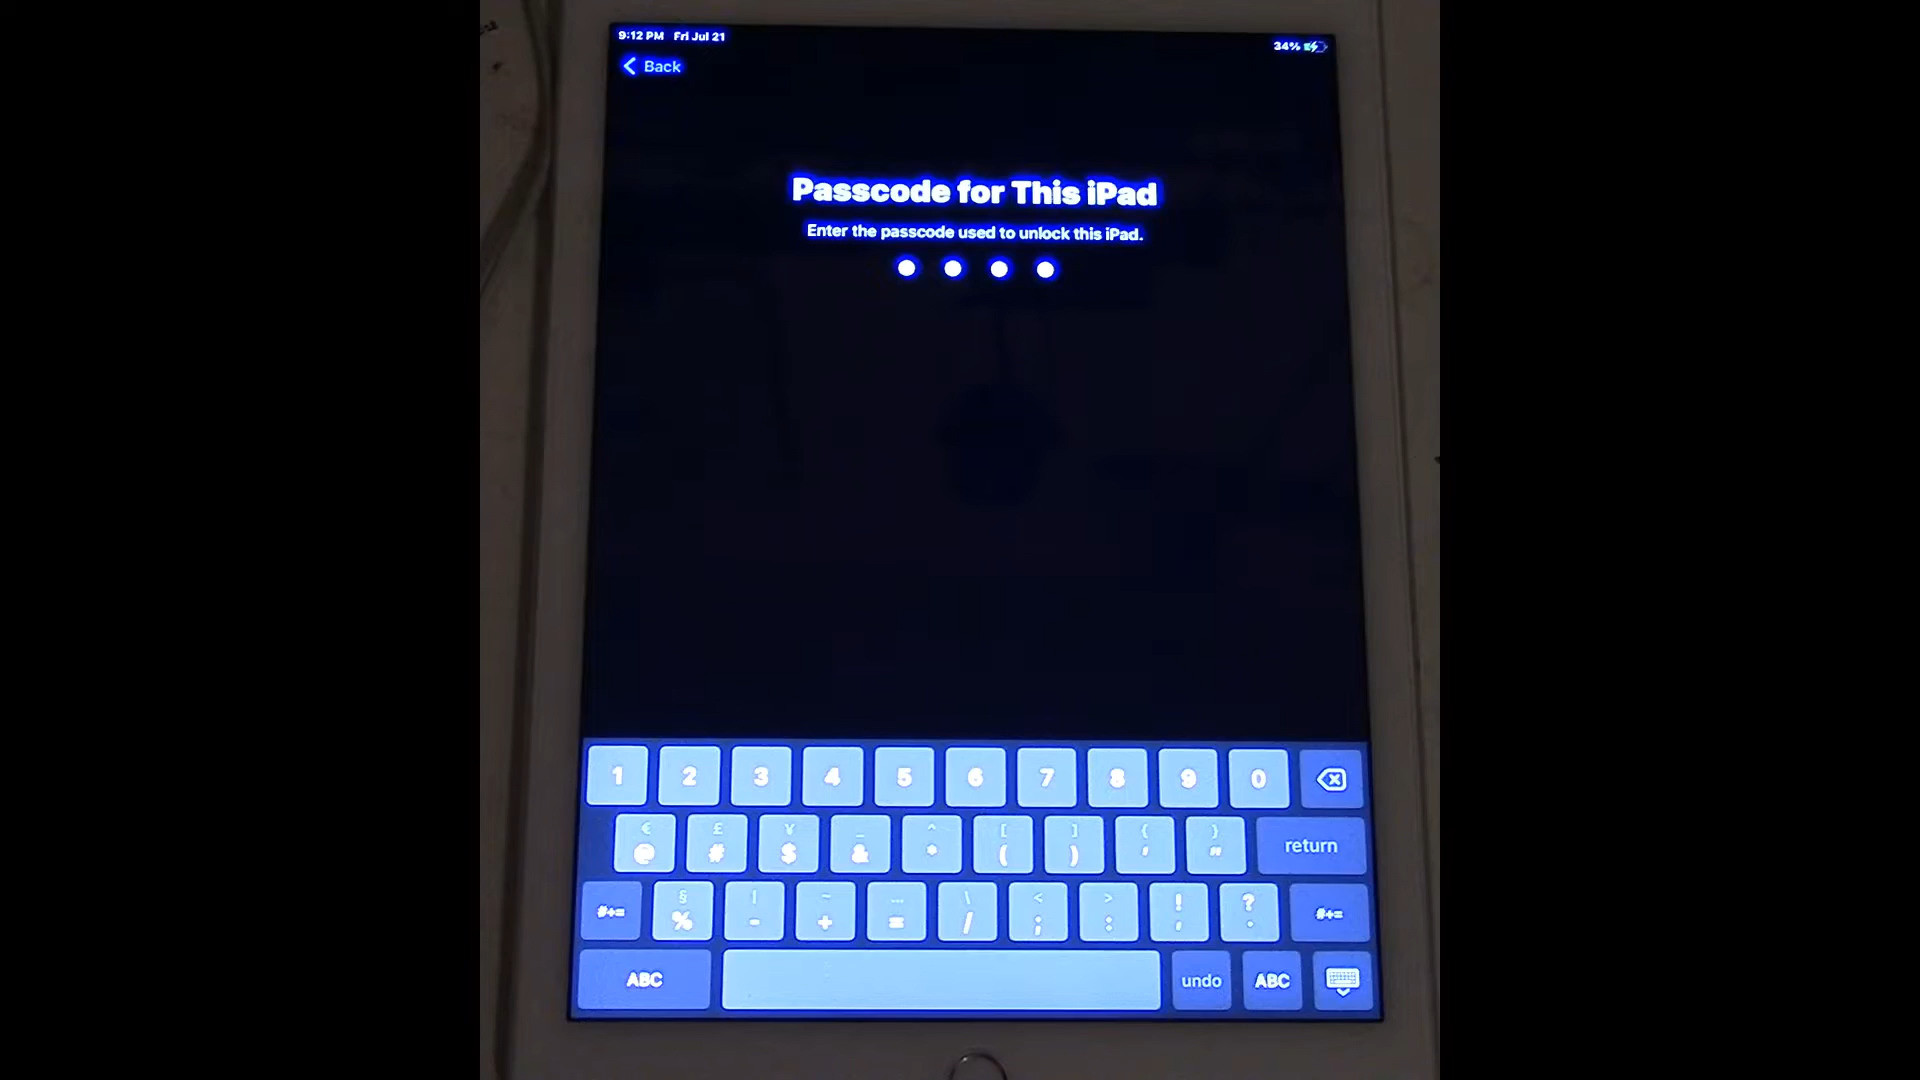 9:12 PM Fri Jul 21
34%
Back
Passcode for This iPad
Enter the passcode used to unlock this iPad.
1 2 3 4 5 6 7 8 9 0
€ £ ¥ _ ^ [ ] { }
@ # $ & * ( ) ' " return
§ | ~ … \ < > ! ?
#+= % - + = / ; : , . #+=
ABC undo ABC